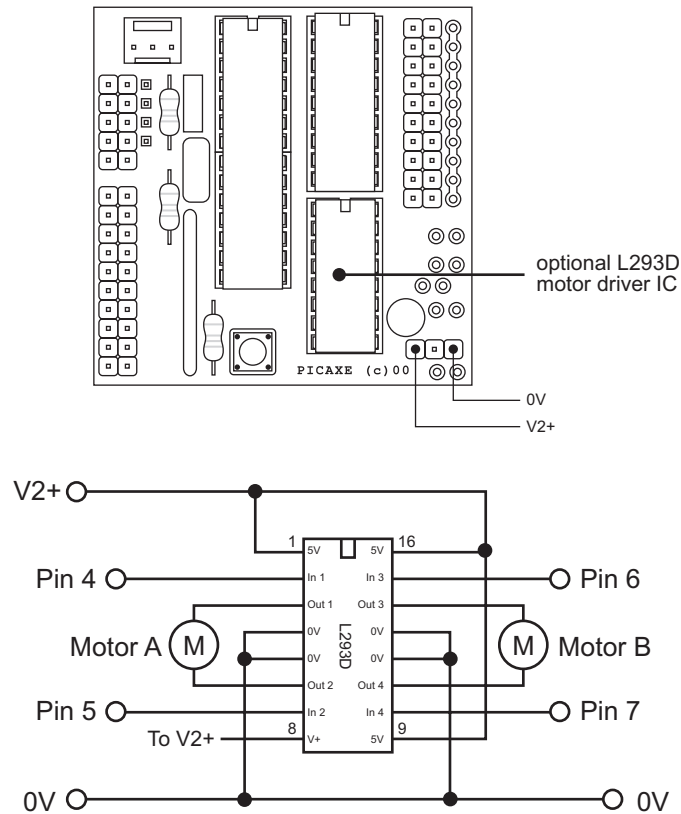 optional L293D
motor driver IC
PICAXE (c)00
0V
V2+
V2+
1 16
5V 5V
Pin 4 In 1 In 3 Pin 6
Out 1 Out 3
Motor A M 0V L293D 0V M Motor B
0V 0V
Out 2 Out 4
Pin 5 In 2 In 4 Pin 7
To V2+ 8 V+ 5V 9
0V 0V